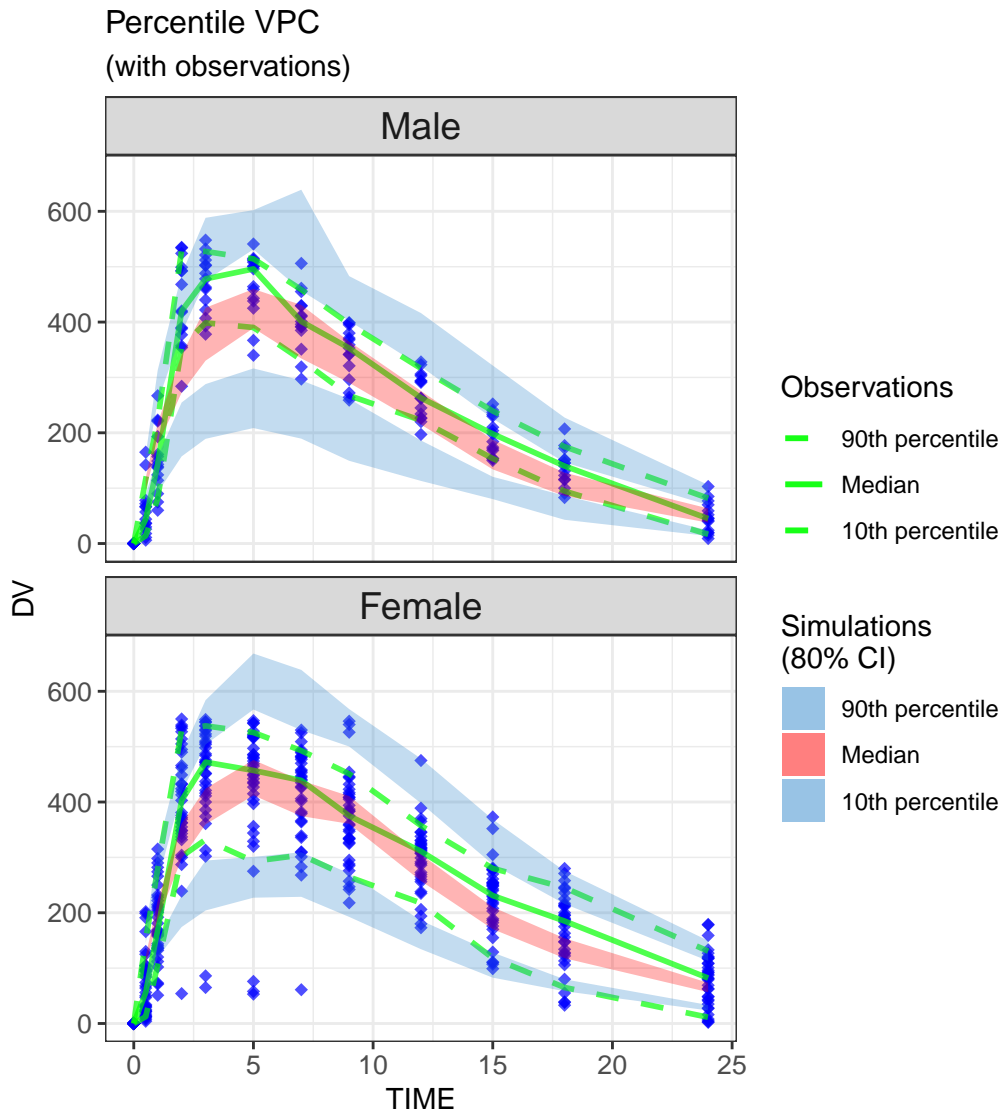 Percentile VPC
(with observations)
Male
600
400
200
0
DV
Female
600
400
200
0
0 5 10 15 20 25
TIME
Observations
90th percentile
Median
10th percentile
Simulations
(80% CI)
90th percentile
Median
10th percentile